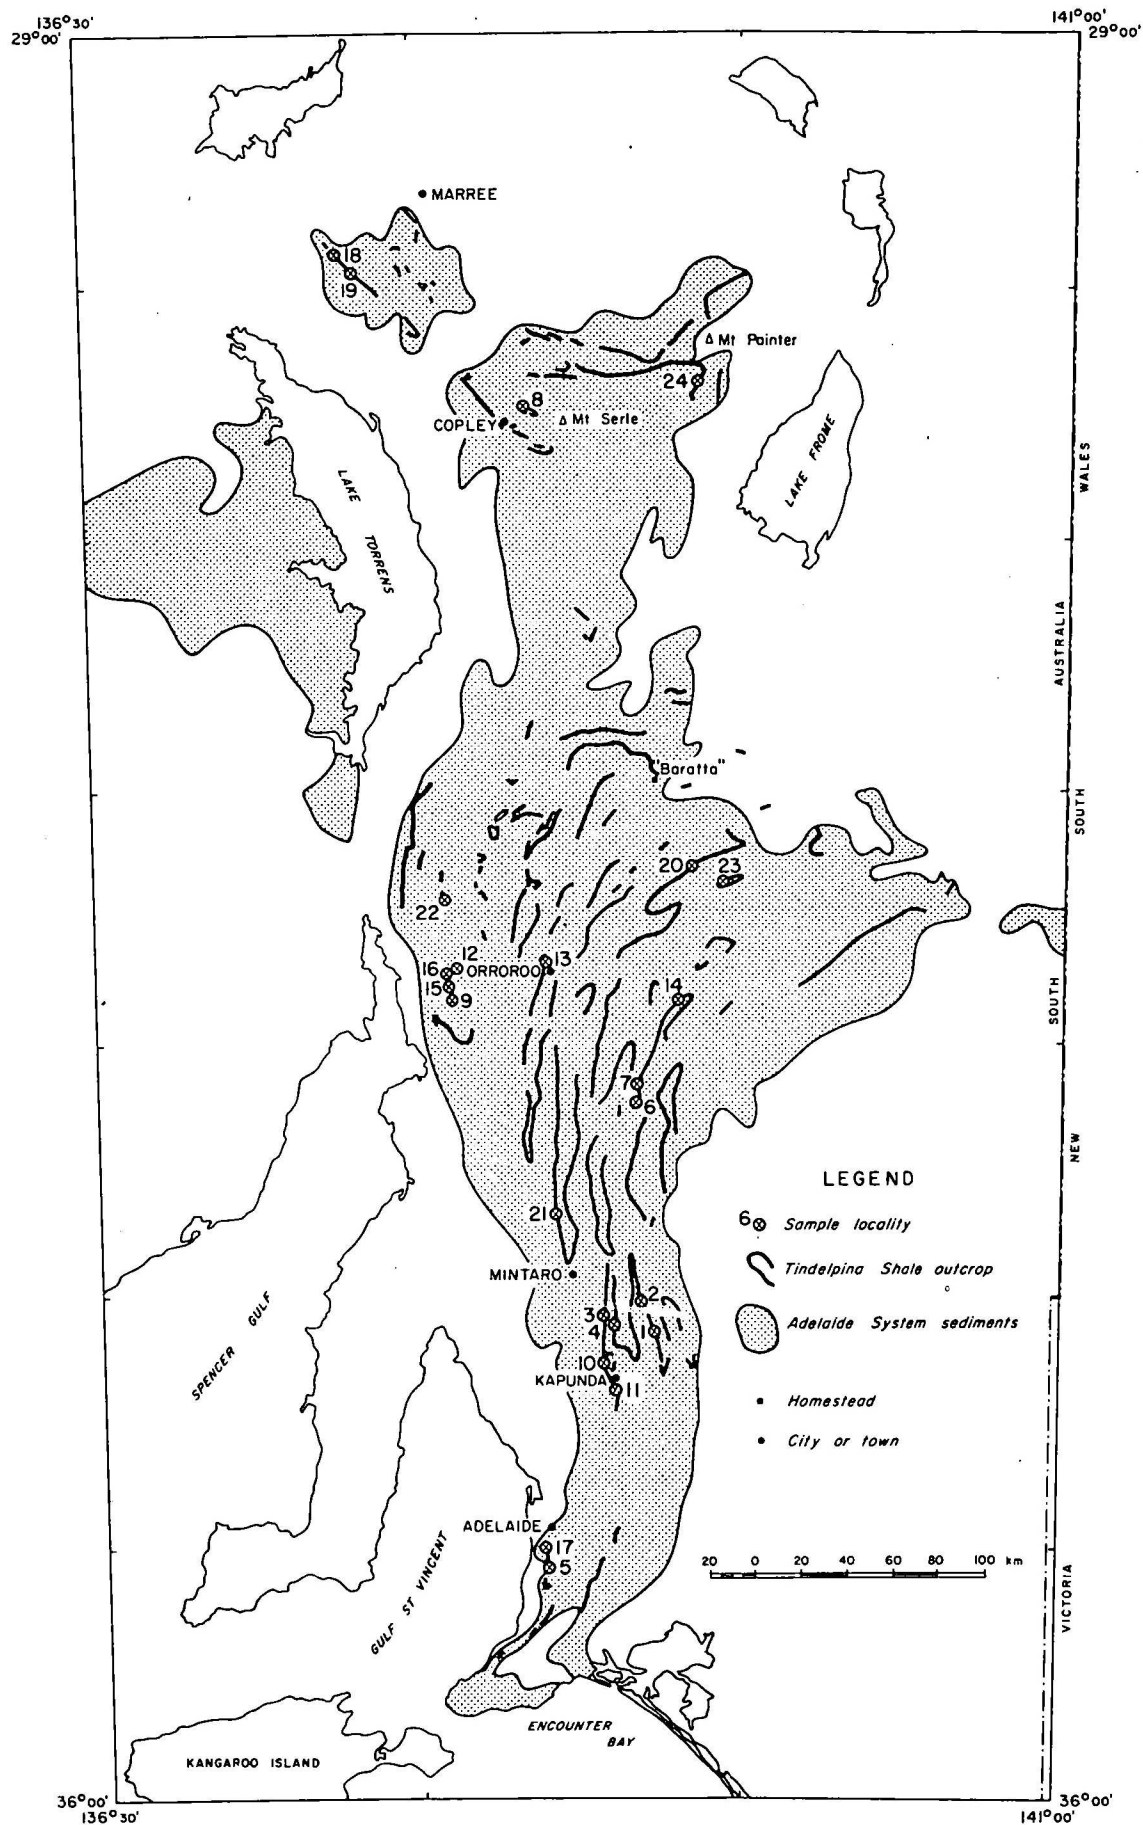 136°30'
141°00'
29°00'
29°00'
MARREE
18
19
Δ Mt Painter
24
8
COPLEY
Δ Mt Serle
LAKE FROME
WALES
LAKE TORRENS
AUSTRALIA
"Baratta"
SOUTH
20
23
22
12
13
16
ORROROO
15
9
14
SOUTH
7
6
NEW
LEGEND
21
6 Sample locality
MINTARO
Tindelpina Shale outcrop
2
3
4
1
Adelaide System sediments
SPENCER GULF
10
KAPUNDA
11
Homestead
City or town
ADELAIDE
17
5
20 0 20 40 60 80 100 km
GULF ST VINCENT
VICTORIA
ENCOUNTER
BAY
KANGAROO ISLAND
36°00'
36°00'
136°30'
141°00'